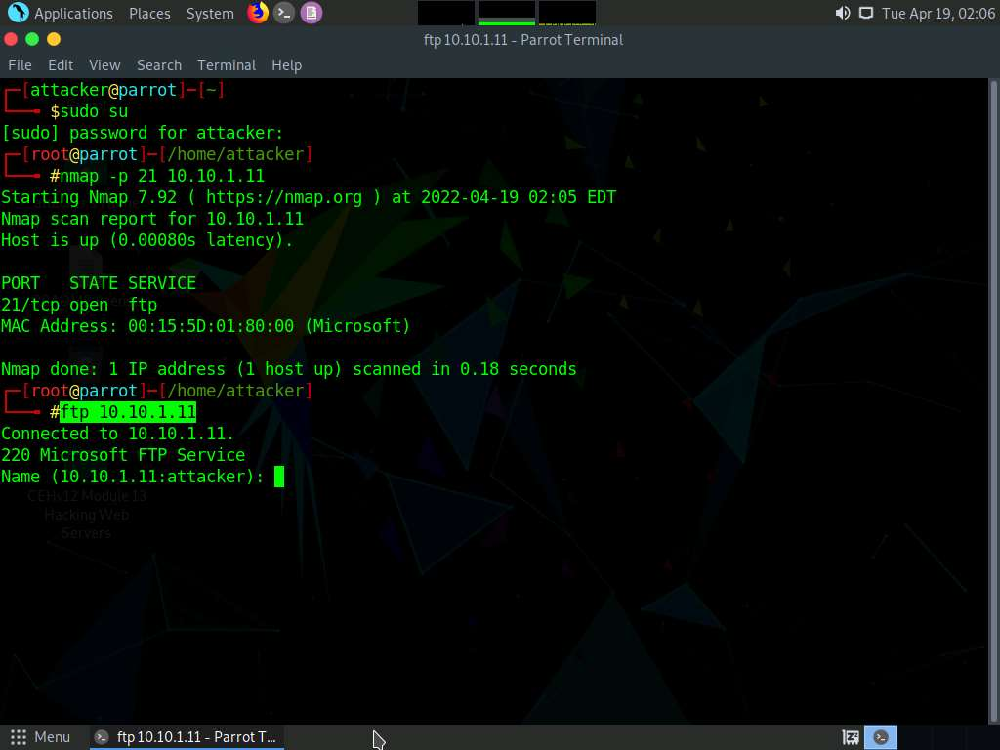 Applications Places System Tue Apr 19, 02:06
ftp 10.10.1.11 - Parrot Terminal
File Edit View Search Terminal Help
[attacker@parrot]─[~]
$sudo su
[sudo] password for attacker:
[root@parrot]─[/home/attacker]
#nmap -p 21 10.10.1.11
Starting Nmap 7.92 ( https://nmap.org ) at 2022-04-19 02:05 EDT
Nmap scan report for 10.10.1.11
Host is up (0.00080s latency).
PORT STATE SERVICE
21/tcp open ftp
MAC Address: 00:15:5D:01:80:00 (Microsoft)
Nmap done: 1 IP address (1 host up) scanned in 0.18 seconds
[root@parrot]─[/home/attacker]
#ftp 10.10.1.11
Connected to 10.10.1.11.
220 Microsoft FTP Service
Name (10.10.1.11:attacker):
CEHv12 Module 13
Hacking Web
Servers
Menu ftp 10.10.1.11 - Parrot T...